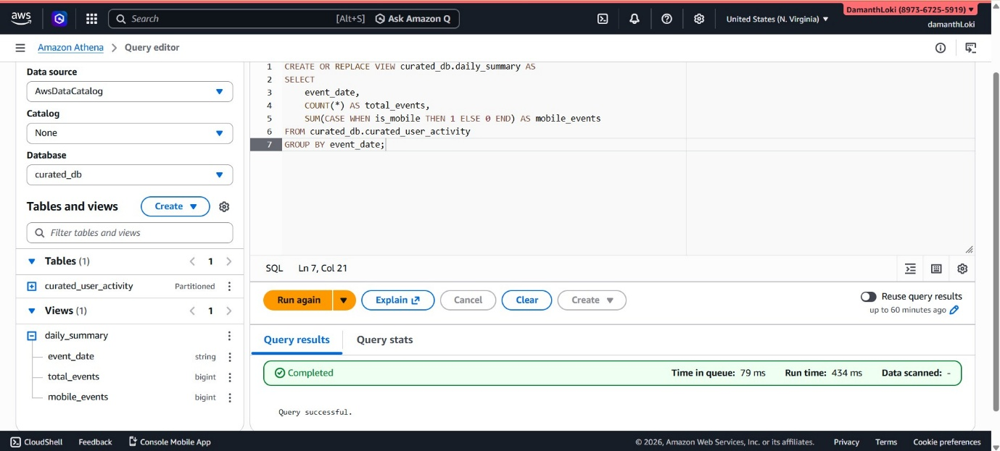 aws
Search [Alt+S] Ask Amazon Q
United States (N. Virginia) ▼
DamanthLoki (8973-6725-5919) ▼
damanthLoki
Amazon Athena > Query editor
Data source
AwsDataCatalog
Catalog
None
Database
curated_db
Tables and views Create
Filter tables and views
Tables (1) < 1 >
curated_user_activity Partitioned
Views (1) < 1 >
daily_summary
event_date string
total_events bigint
mobile_events bigint
1 CREATE OR REPLACE VIEW curated_db.daily_summary AS
2 SELECT
3 event_date,
4 COUNT(*) AS total_events,
5 SUM(CASE WHEN is_mobile THEN 1 ELSE 0 END) AS mobile_events
6 FROM curated_db.curated_user_activity
7 GROUP BY event_date;
SQL Ln 7, Col 21
Run again Explain Cancel Clear Create
Reuse query results
up to 60 minutes ago
Query results Query stats
Completed Time in queue: 79 ms Run time: 434 ms Data scanned: -
Query successful.
CloudShell Feedback Console Mobile App © 2026, Amazon Web Services, Inc. or its affiliates. Privacy Terms Cookie preferences